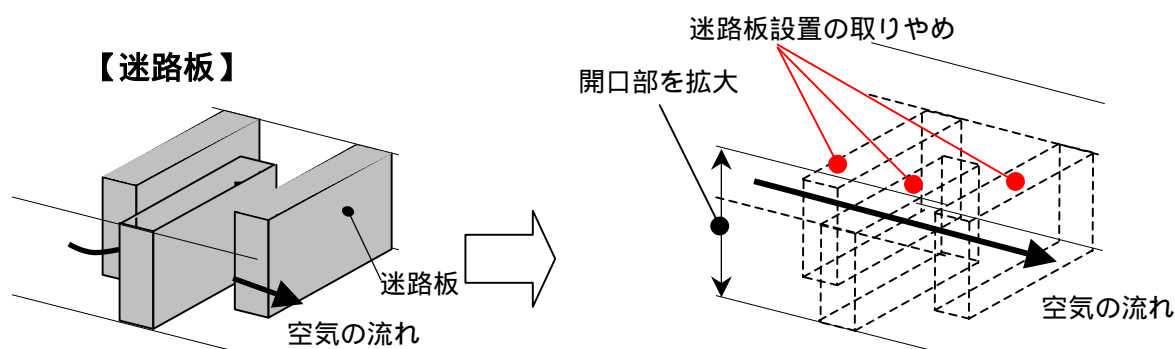 【迷路板】
迷路板
空気の流れ
迷路板設置の取りやめ
開口部を拡大
空気の流れ